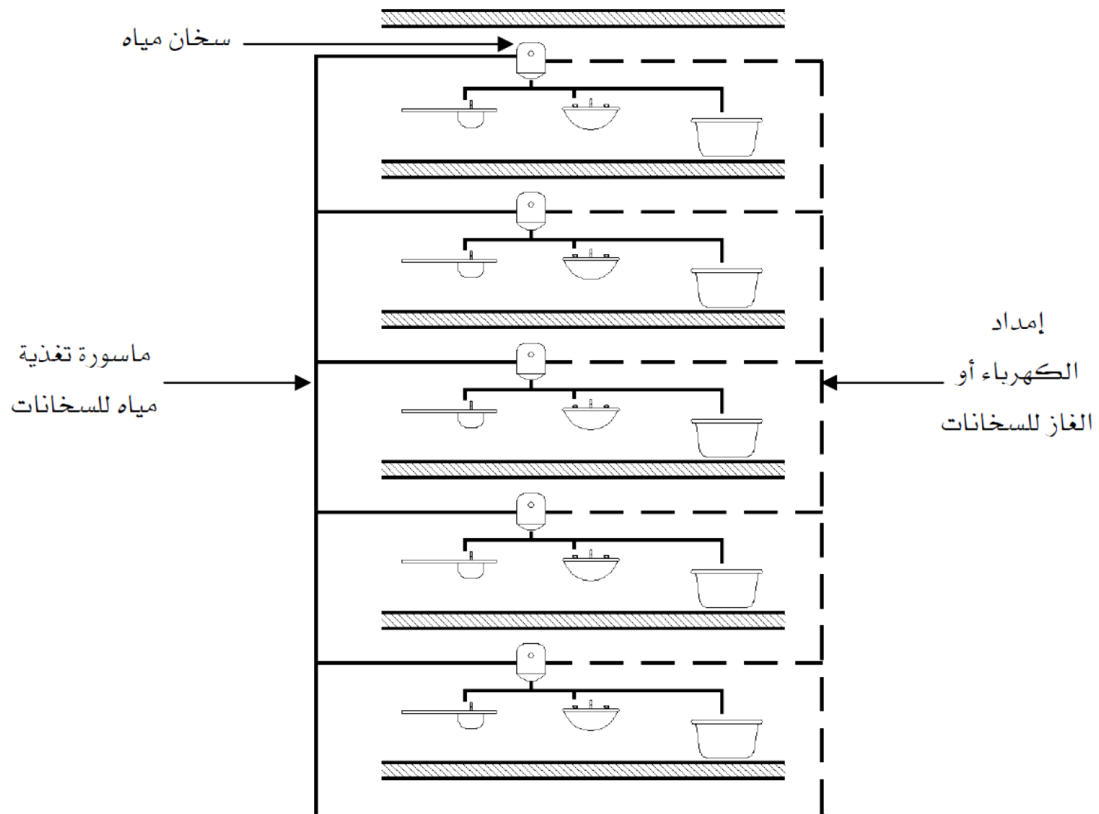 سخان مياه
إمداد
الكهرباء أو
الغاز للسخانات
ماسورة تغذية
مياه للسخانات